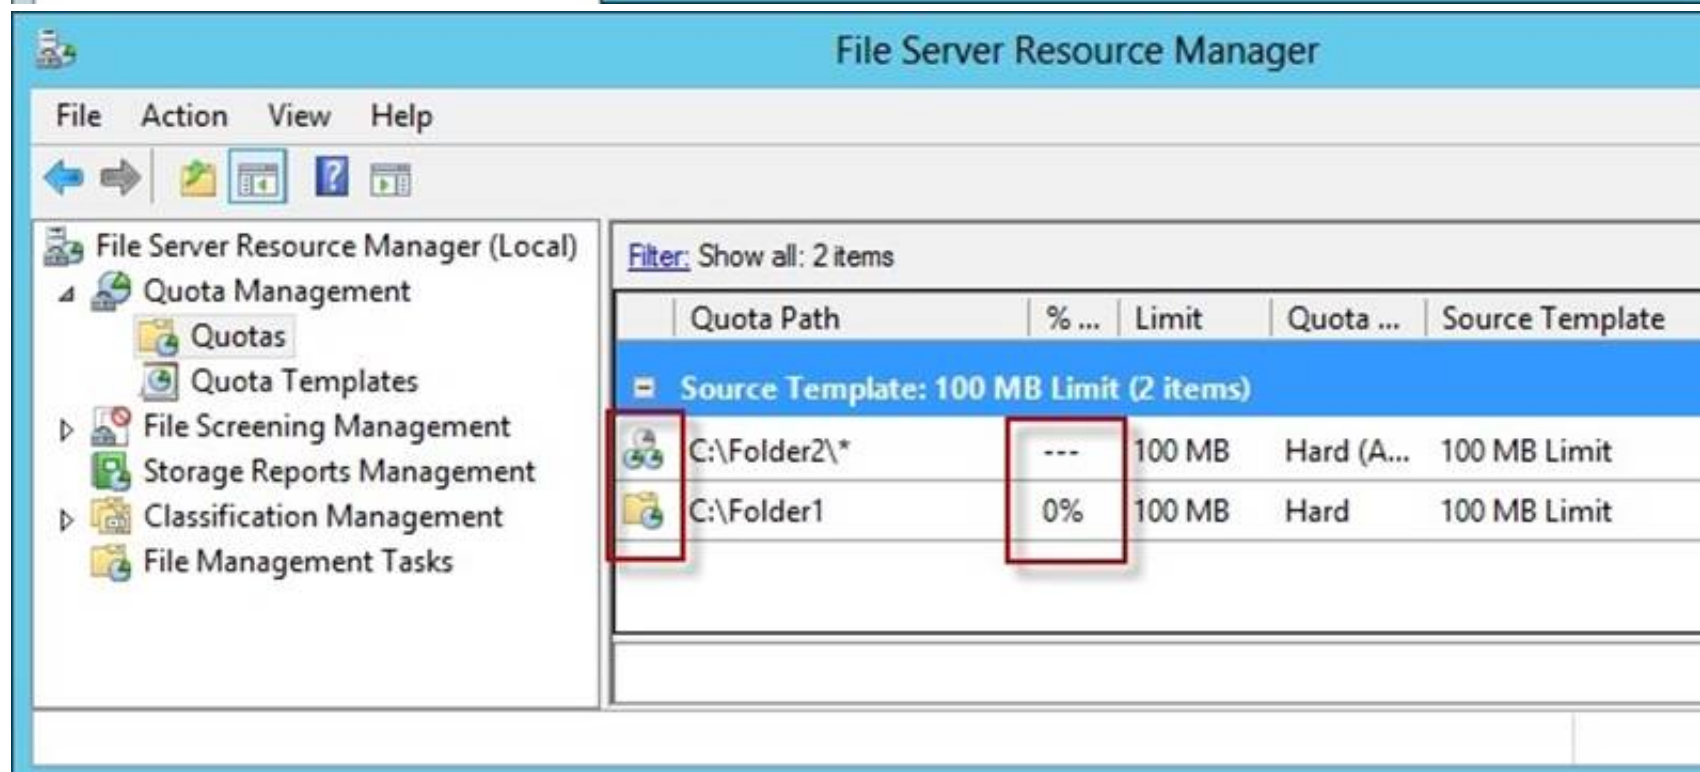 File Server Resource Manager
File Action View Help
File Server Resource Manager (Local)
Quota Management
Quotas
Quota Templates
File Screening Management
Storage Reports Management
Classification Management
File Management Tasks
Filter: Show all: 2 items
Quota Path % ... Limit Quota ... Source Template
Source Template: 100 MB Limit (2 items)
C:\Folder2\* --- 100 MB Hard (A... 100 MB Limit
C:\Folder1 0% 100 MB Hard 100 MB Limit